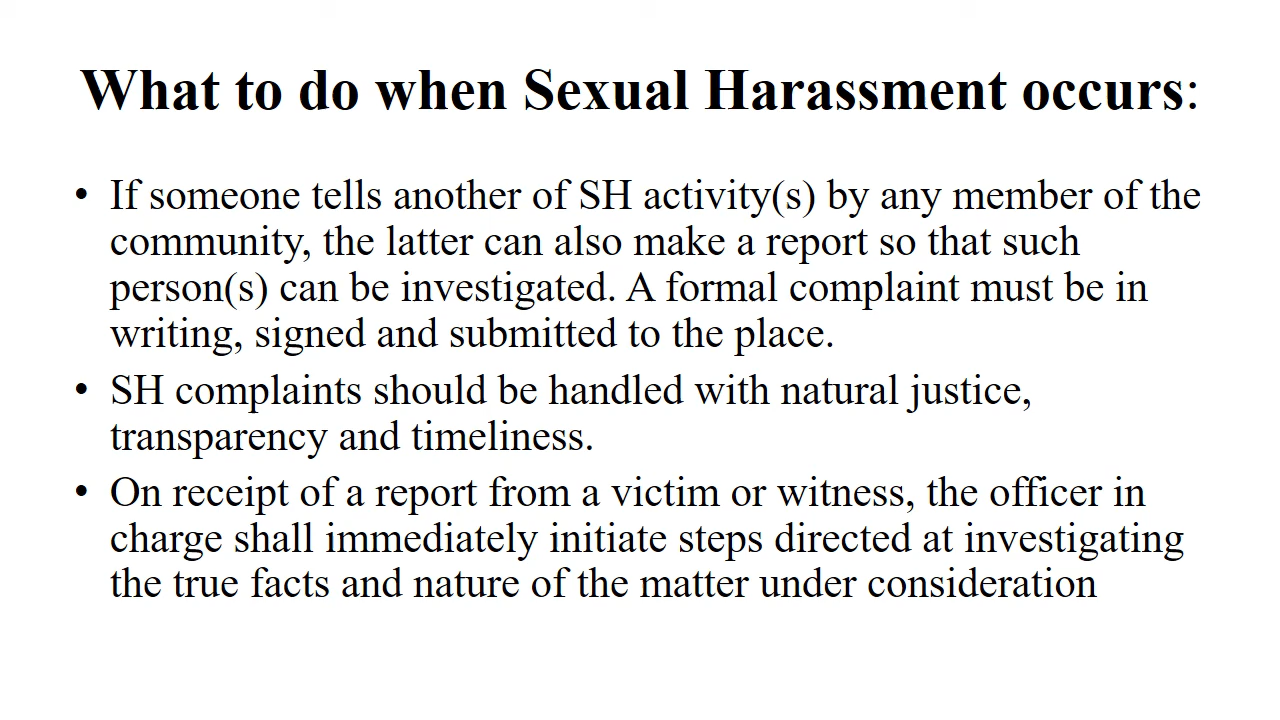 What to do when Sexual Harassment occurs:
• If someone tells another of SH activity(s) by any member of the
community, the latter can also make a report so that such
person(s) can be investigated. A formal complaint must be in
writing, signed and submitted to the place.
• SH complaints should be handled with natural justice,
transparency and timeliness.
• On receipt of a report from a victim or witness, the officer in
charge shall immediately initiate steps directed at investigating
the true facts and nature of the matter under consideration